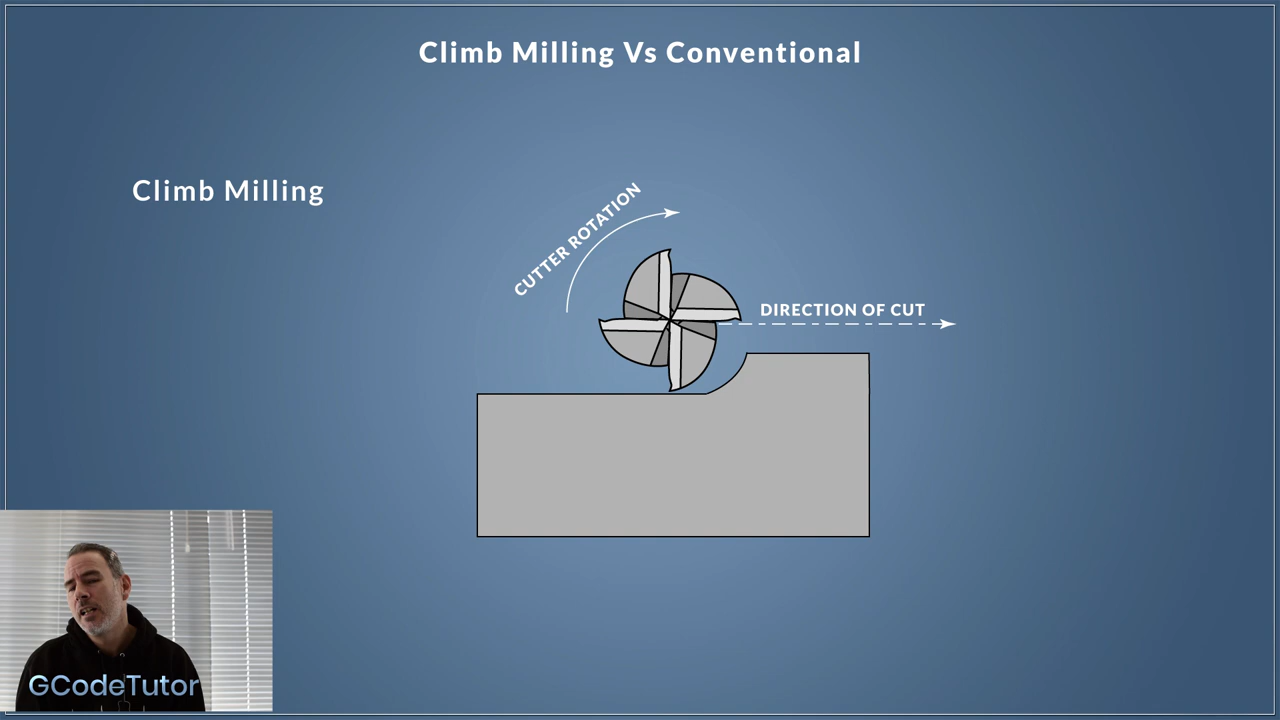 Climb Milling Vs Conventional
Climb Milling
CUTTER ROTATION
DIRECTION OF CUT
GCodeTutor